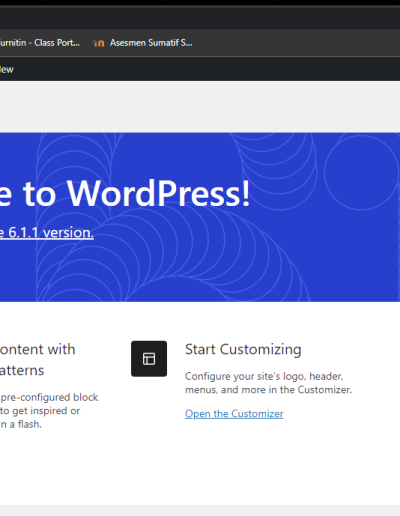 urnitin - Class Port... Asesmen Sumatif S...
New
e to WordPress!
e 6.1.1 version.
ontent with
atterns
pre-configured block
to get inspired or
n a flash.
Start Customizing
Configure your site's logo, header,
menus, and more in the Customizer.
Open the Customizer